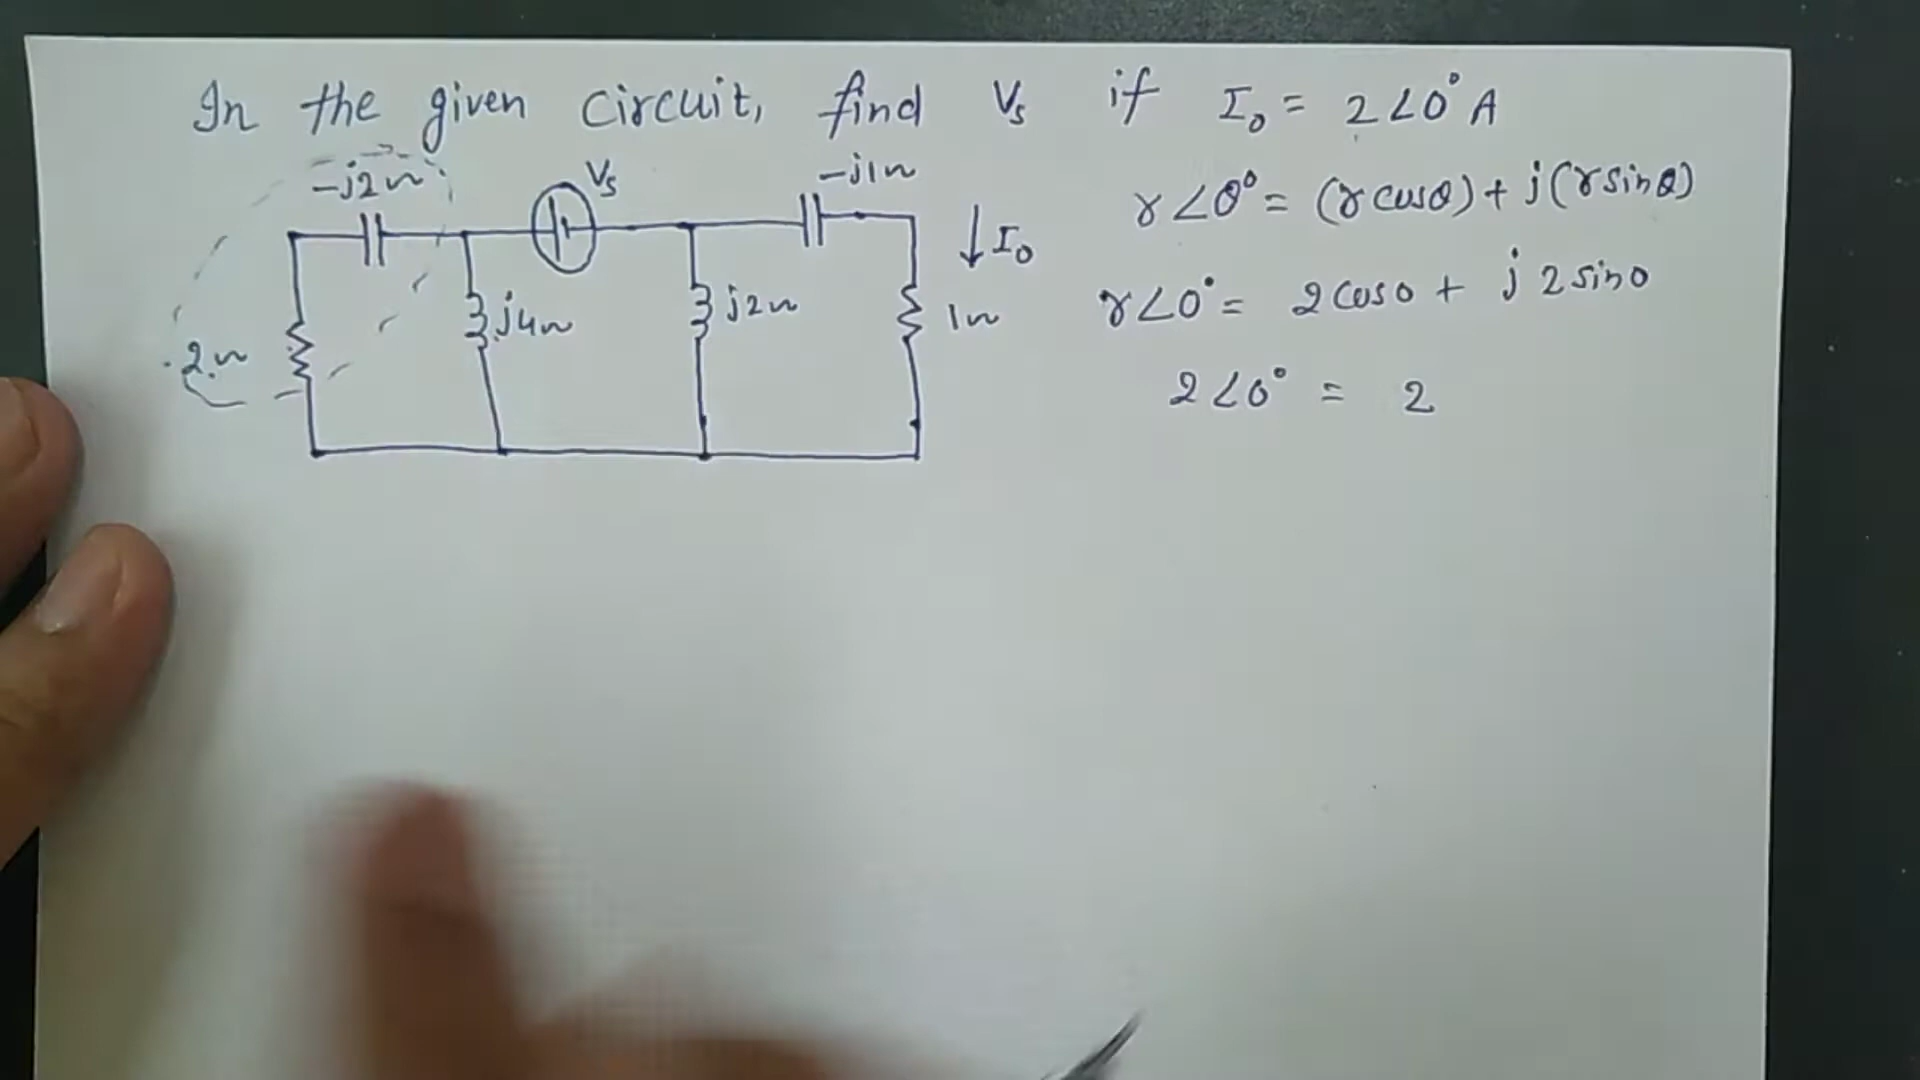 In the given circuit, find Vs if I₀ = 2∠0° A
-j2Ω
Vs
-j1Ω
↓I₀
2Ω
j4Ω
j2Ω
1Ω
r∠θ° = (r cosθ) + j(r sinθ)
r∠0° = 2 cos0 + j 2 sin0
2∠0° = 2